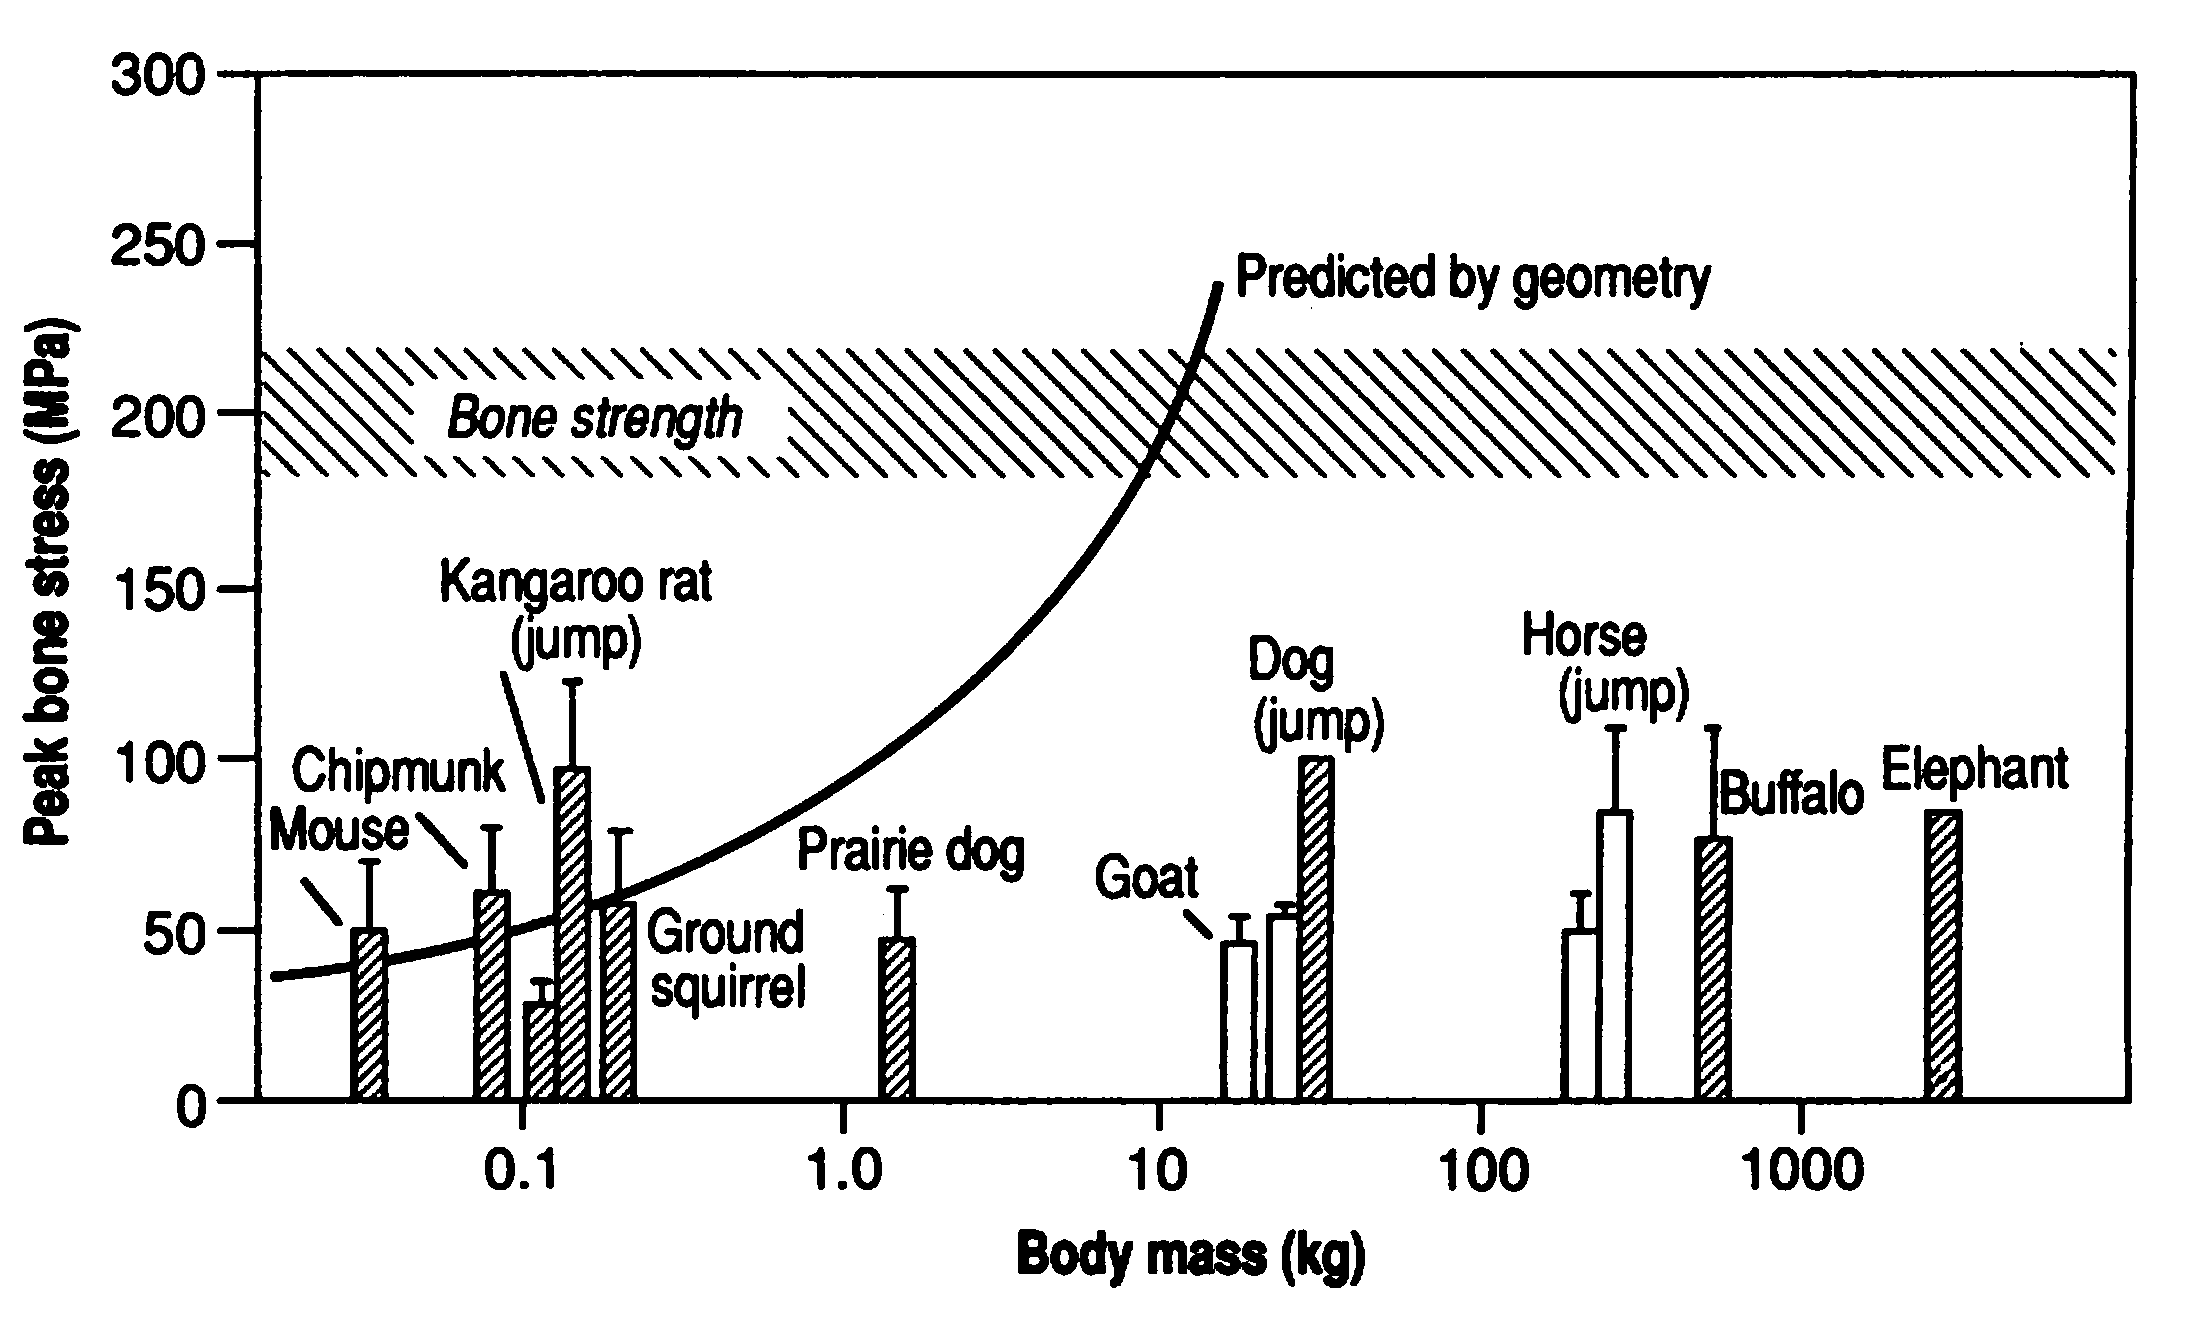 300
250
200
150
100
50
0
Peak bone stress (MPa)
Predicted by geometry
Bone strength
Kangaroo rat
(jump)
Chipmunk
Mouse
Ground
squirrel
Prairie dog
Goat
Dog
(jump)
Horse
(jump)
Buffalo
Elephant
0.1
1.0
10
100
1000
Body mass (kg)